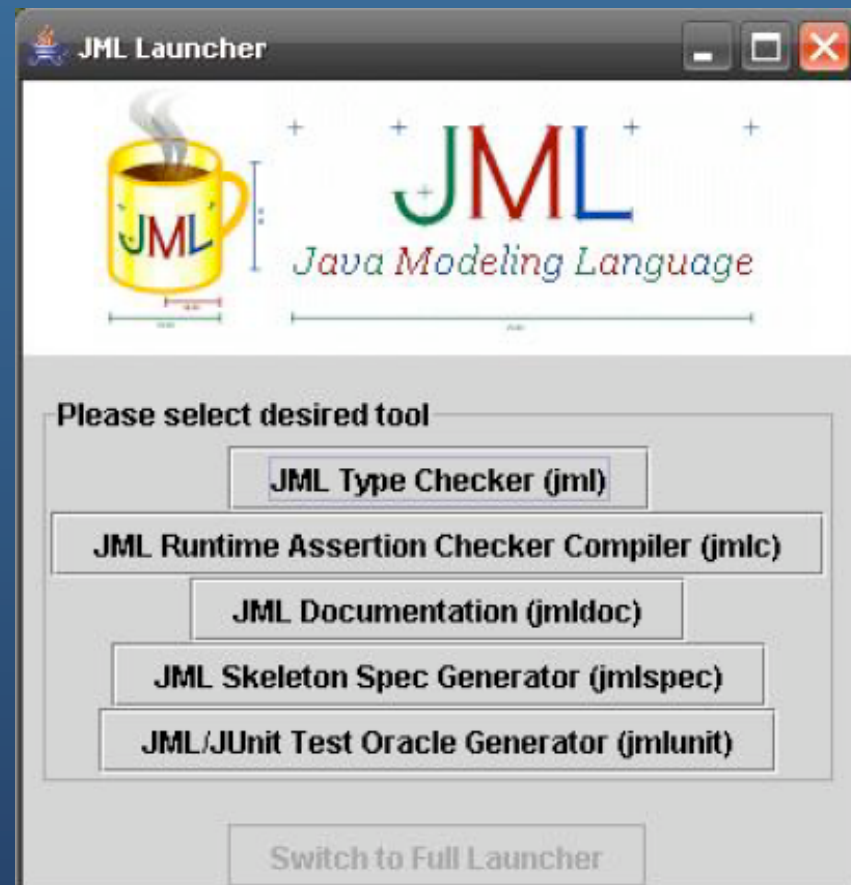 JML Launcher
JML
JML
Java Modeling Language
Please select desired tool
JML Type Checker (jml)
JML Runtime Assertion Checker Compiler (jmlc)
JML Documentation (jmldoc)
JML Skeleton Spec Generator (jmlspec)
JML/JUnit Test Oracle Generator (jmlunit)
Switch to Full Launcher